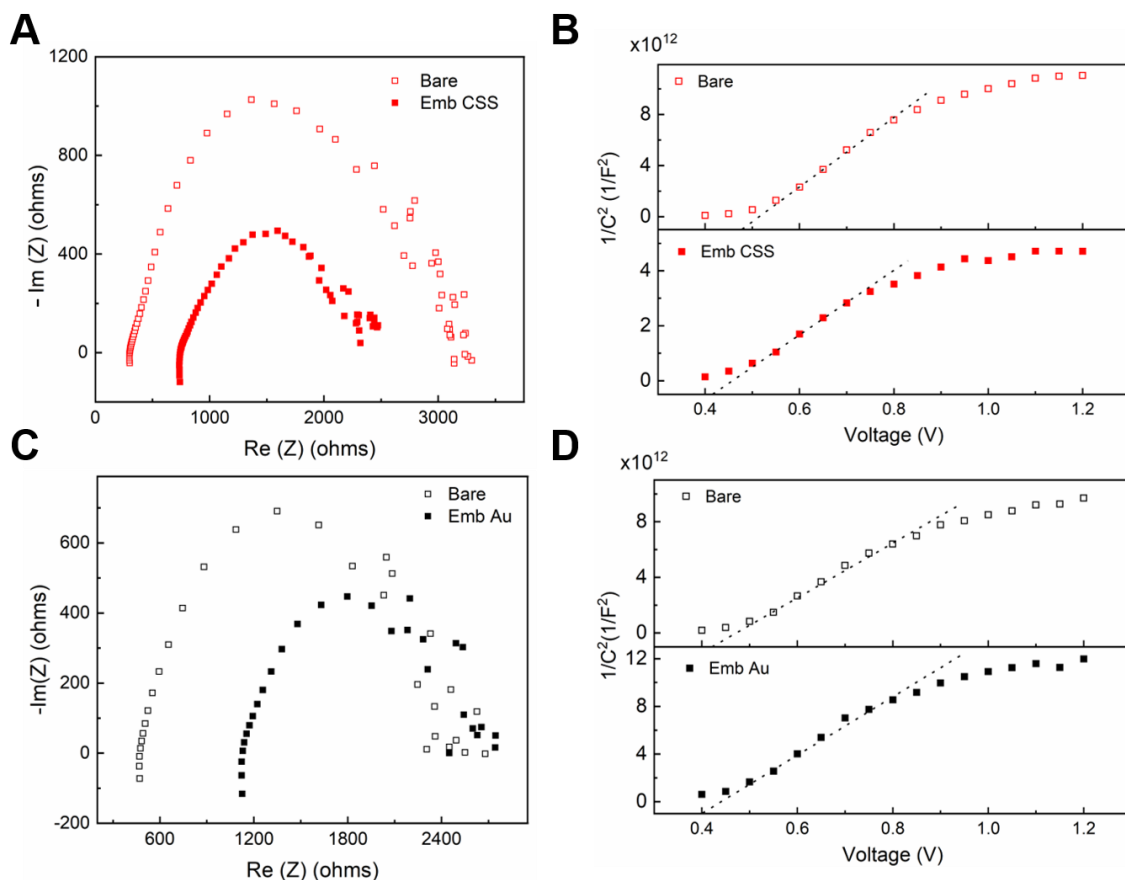 A
1200
800
400
0
− Im (Z) (ohms)
Bare
Emb CSS
0
1000
2000
3000
Re (Z) (ohms)
B
x10¹²
8
4
0
Bare
1/C² (1/F²)
4
2
0
Emb CSS
0.4
0.6
0.8
1.0
1.2
Voltage (V)
C
600
400
200
0
-200
-Im(Z) (ohms)
Bare
Emb Au
600
1200
1800
2400
Re (Z) (ohms)
D
x10¹²
8
4
0
Bare
1/C²(1/F²)
12
8
4
0
Emb Au
0.4
0.6
0.8
1.0
1.2
Voltage (V)